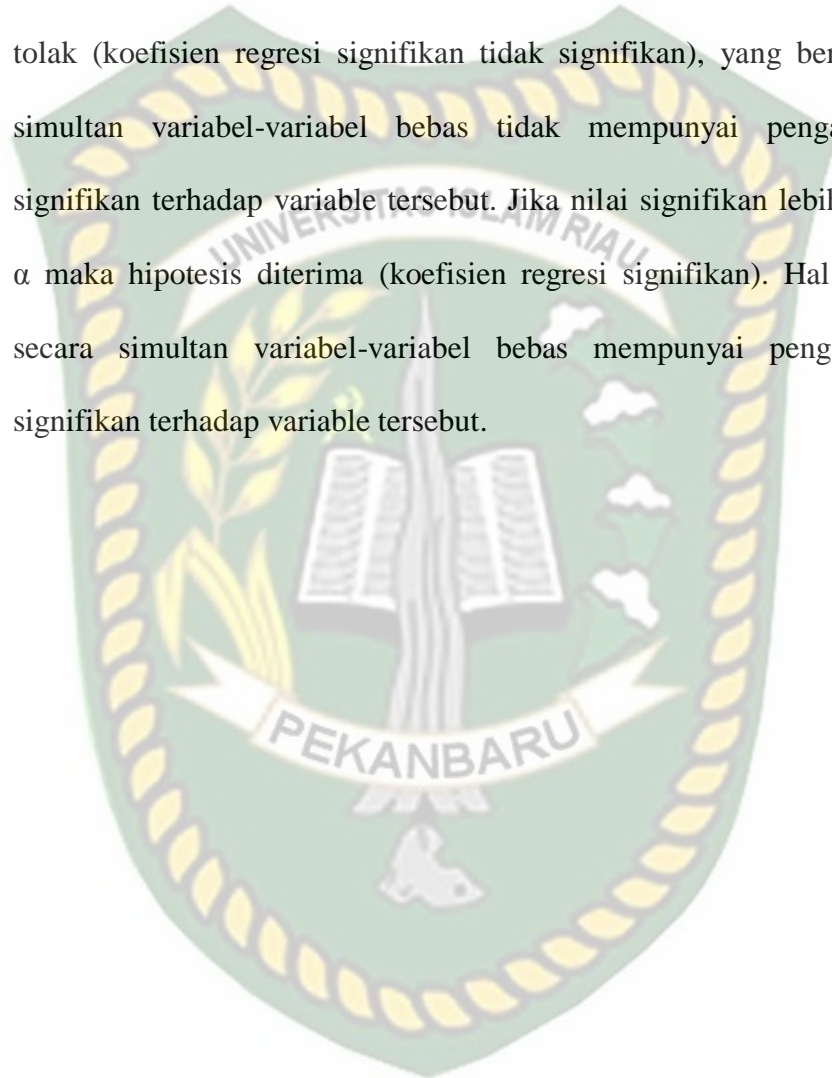 tolak (koefisien regresi signifikan tidak signifikan), yang ber
simultan variabel-variabel bebas tidak mempunyai penga
signifikan terhadap variable tersebut. Jika nilai signifikan lebih
UNIVERSITAS ISLAM RIAU
α maka hipotesis diterima (koefisien regresi signifikan). Hal
secara simultan variabel-variabel bebas mempunyai peng
signifikan terhadap variable tersebut.
PEKANBARU